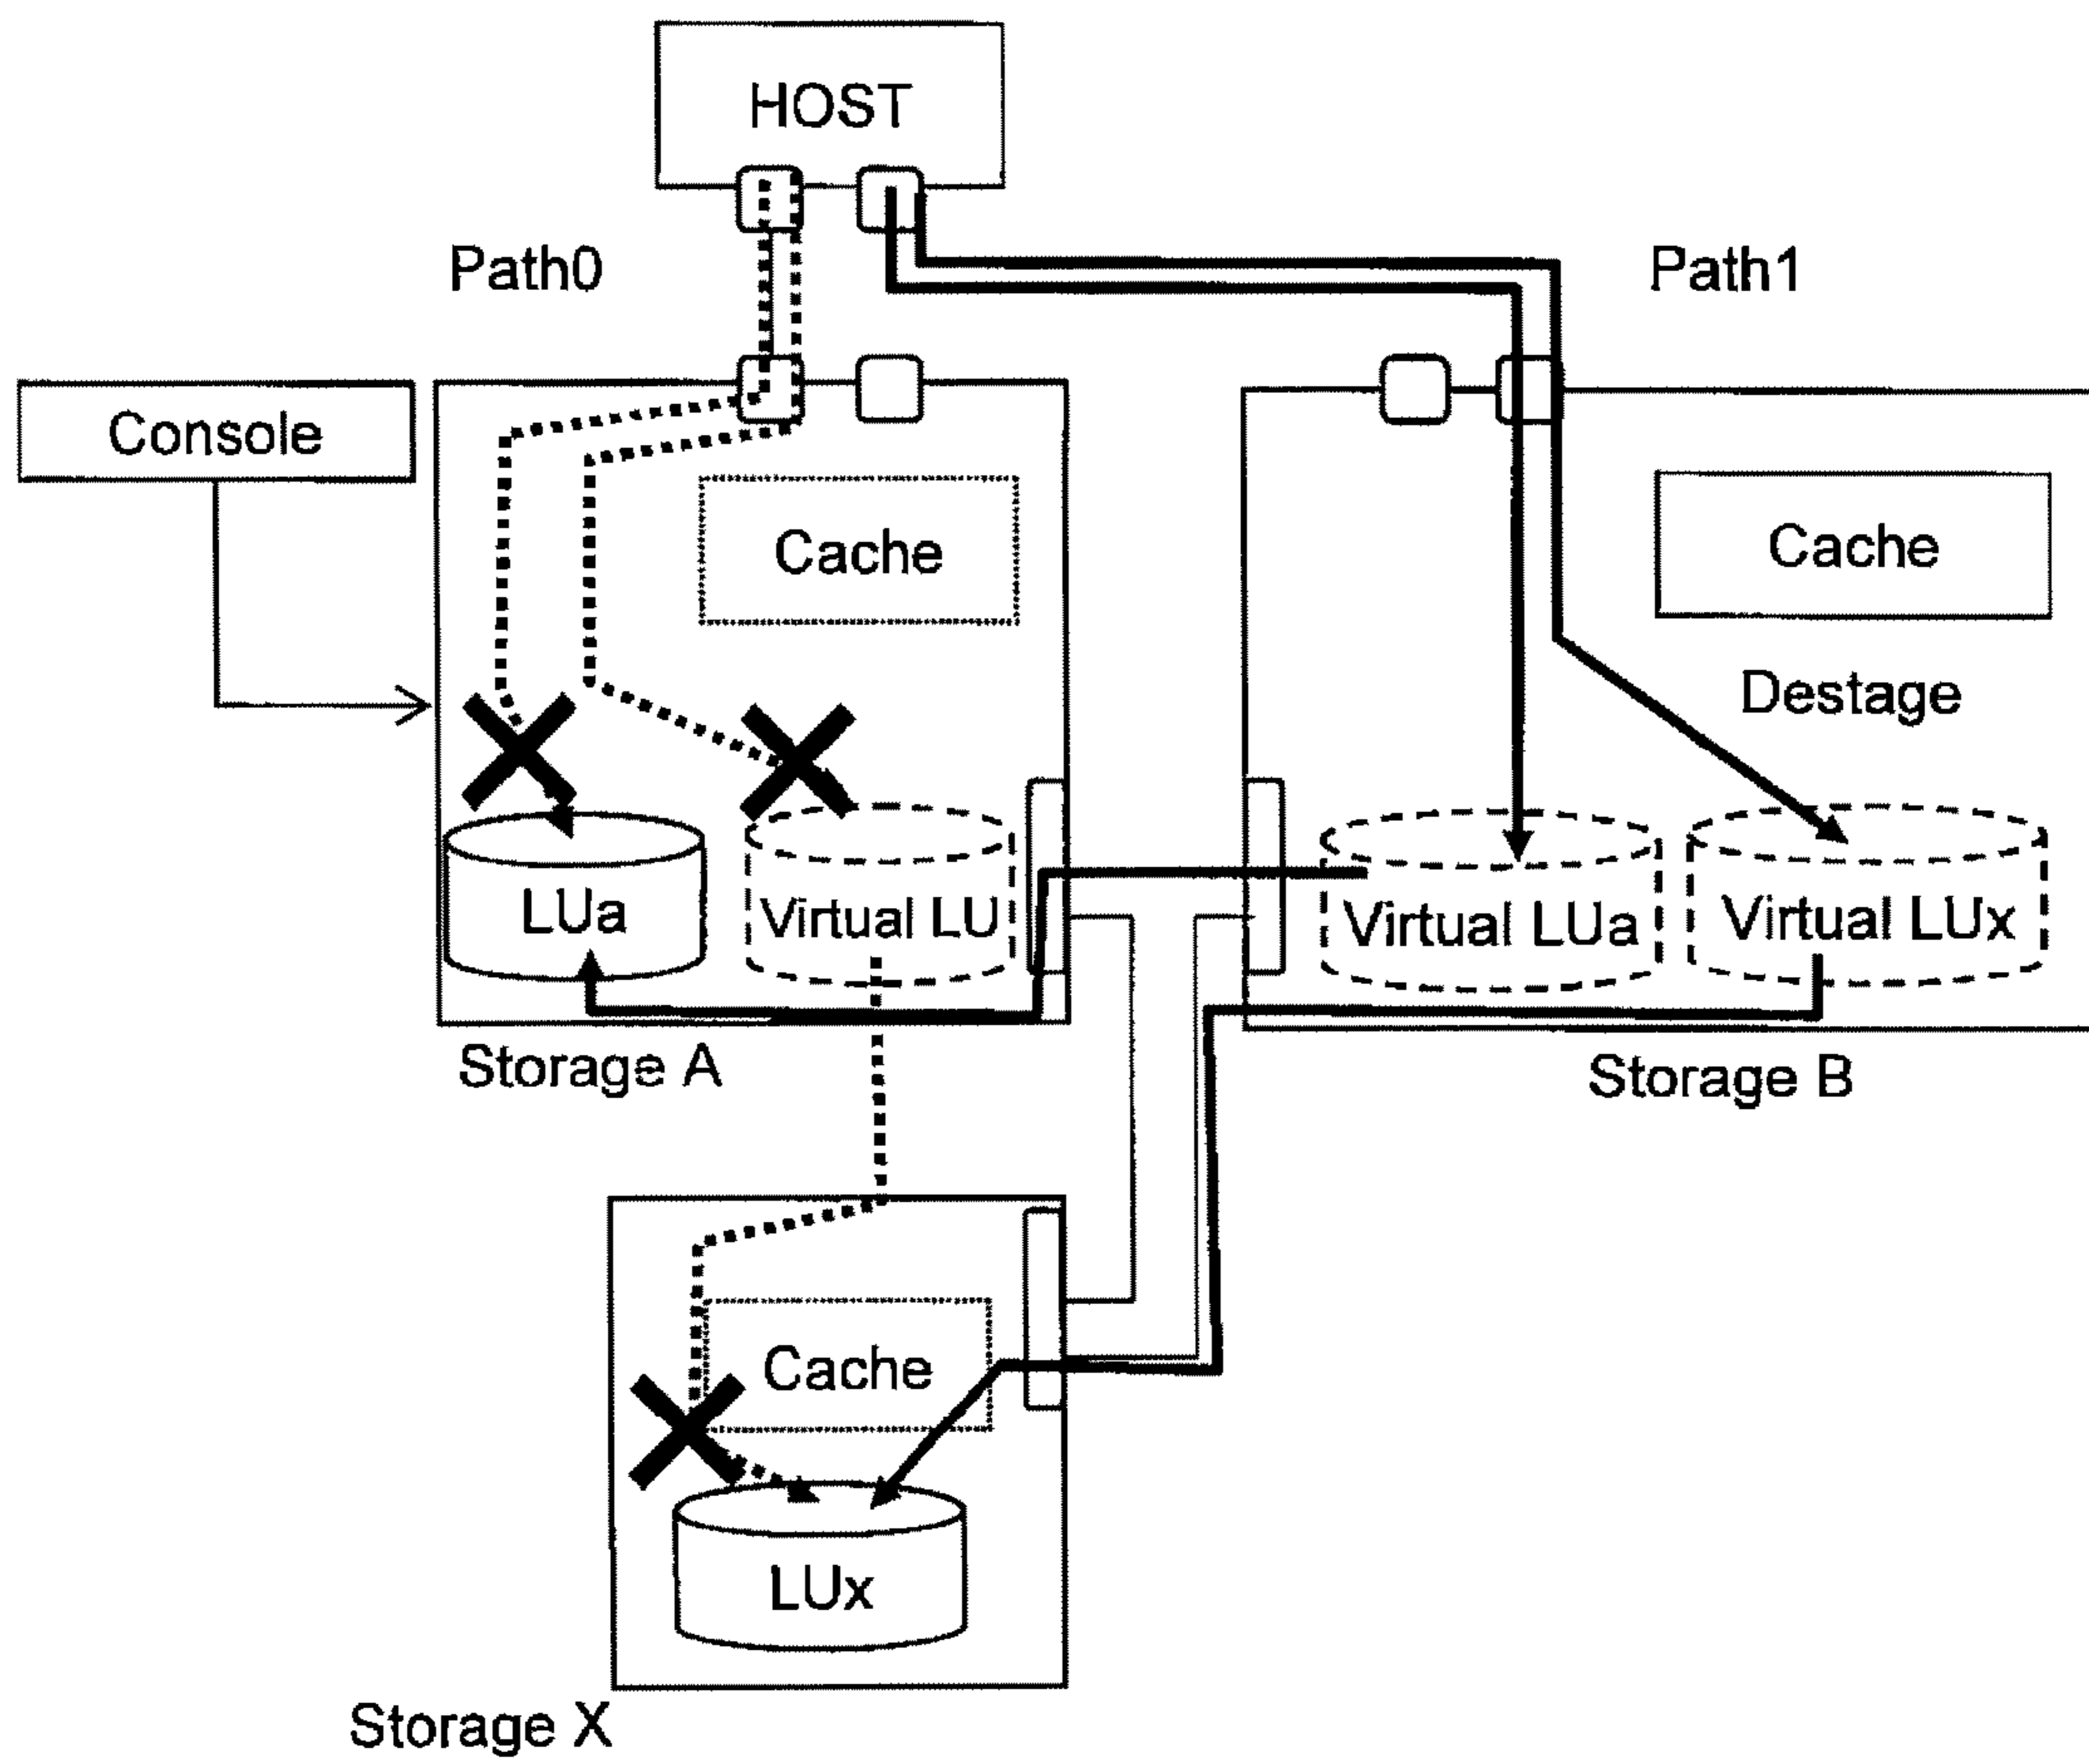 HOST
Path0
Path1
Console
Cache
Cache
Destage
LUa
Virtual LU
Virtual LUa
Virtual LUx
Storage A
Storage B
Cache
LUx
Storage X